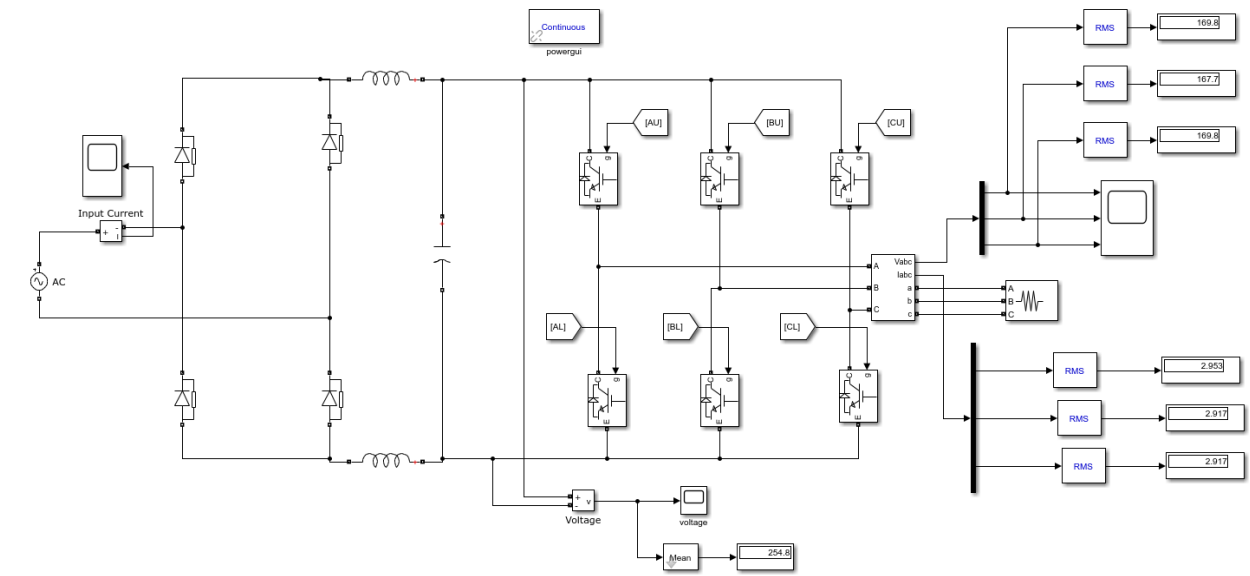 Continuous
powergui
RMS
169.8
RMS
167.7
RMS
169.8
[AU]
[BU]
[CU]
g
C
E
g
C
E
g
C
E
Input Current
+
-
i
AC
+
Vabc
Iabc
A
B
C
a
b
c
A
B
C
[AL]
[BL]
[CL]
g
C
E
g
C
E
g
C
E
RMS
2.953
RMS
2.917
RMS
2.917
+
-
v
Voltage
voltage
Mean
254.8